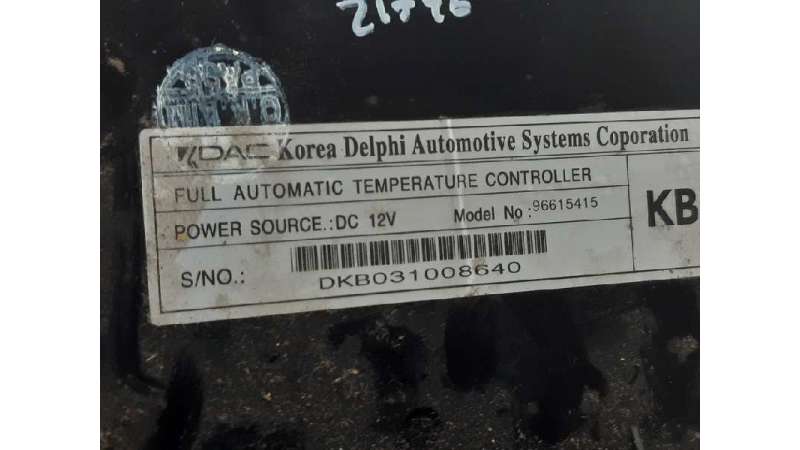 21776
KDAC Korea Delphi Automotive Systems Coporation
FULL AUTOMATIC TEMPERATURE CONTROLLER
POWER SOURCE.:DC 12V Model No : 96615415
KB
S/NO.:
DKB031008640